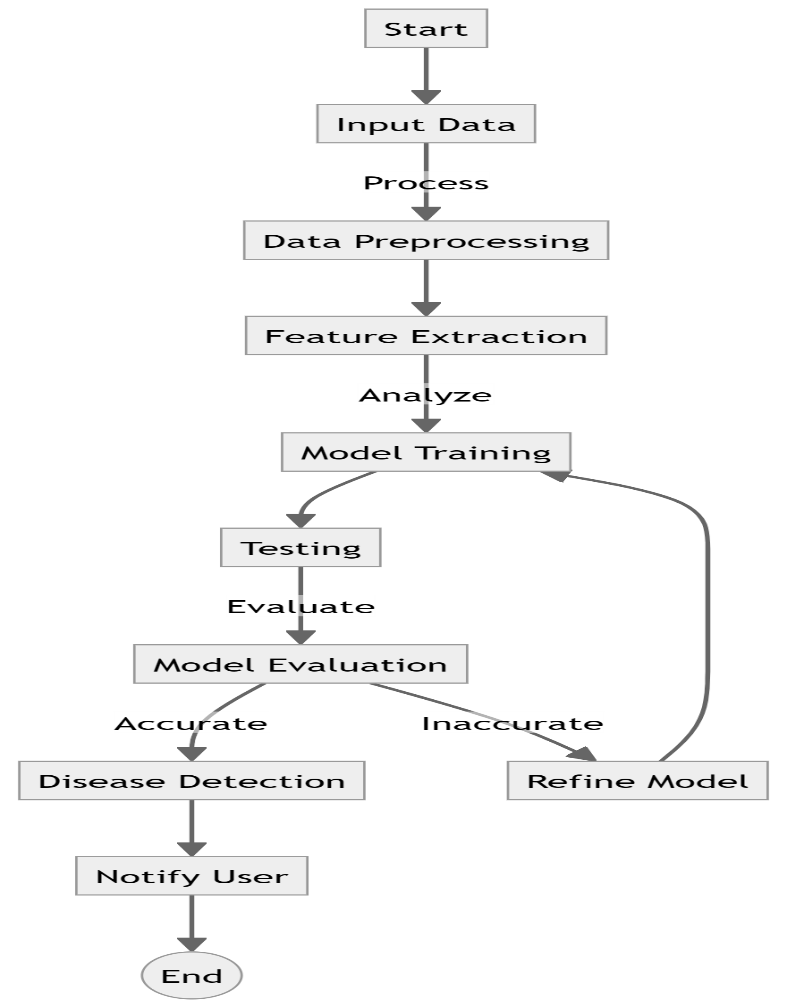 Start
Input Data
Process
Data Preprocessing
Feature Extraction
Analyze
Model Training
Testing
Evaluate
Model Evaluation
Accurate
Inaccurate
Disease Detection
Refine Model
Notify User
End